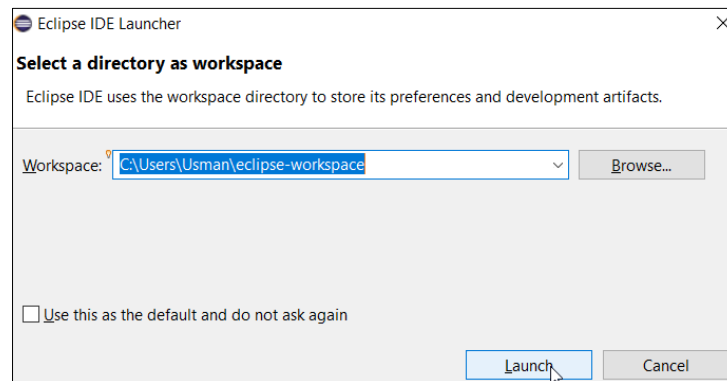 Eclipse IDE Launcher
Select a directory as workspace
Eclipse IDE uses the workspace directory to store its preferences and development artifacts.
Workspace: C:\Users\Usman\eclipse-workspace Browse...
Use this as the default and do not ask again
Launch Cancel